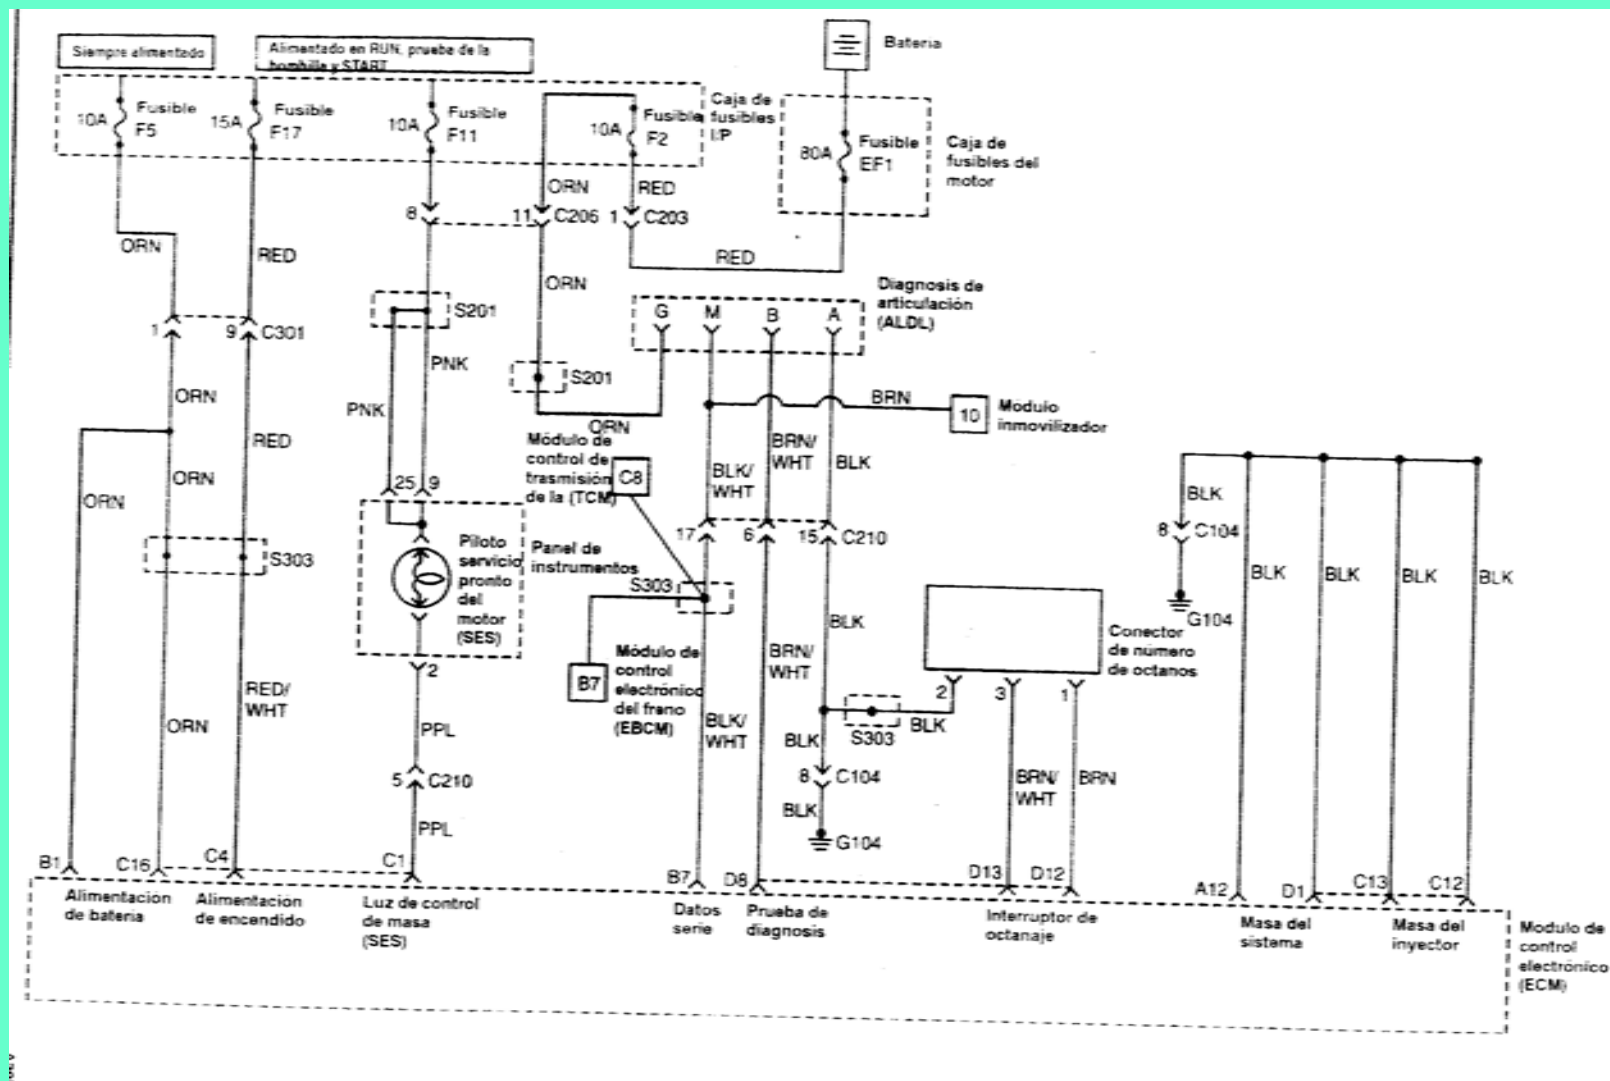 Siempre alimentado
Alimentado en RUN, prueba de la
bombilla y START
Batería
10A
Fusible
F5
15A
Fusible
F17
10A
Fusible
F11
10A
Fusible
F2
Caja de
fusibles
I/P
80A
Fusible
EF1
Caja de
fusibles del
motor
ORN
RED
8
11
C206
1
C203
ORN
RED
RED
ORN
Diagnosis de
articulación
(ALDL)
G
M
B
A
1
9
C301
S201
PNK
S201
ORN
PNK
ORN
BRN
10
Módulo
inmovilizador
RED
Módulo de
control de
trasmisión
de la (TCM)
C8
BRN/
WHT
BLK
BLK/
WHT
ORN
ORN
25
9
BLK
8
C104
17
6
15
C210
S303
Piloto
servicio
pronto
del
motor
(SES)
Panel de
instrumentos
S303
BLK
BLK
BLK
BLK
G104
BLK
Conector
de número
de octanos
B7
Módulo de
control
electrónico
del freno
(EBCM)
BRN/
WHT
2
RED/
WHT
2
3
1
ORN
PPL
BLK/
WHT
BLK
S303
BLK
5
C210
8
C104
BRN/
WHT
BRN
PPL
BLK
G104
B1
C16
C4
C1
B7
D8
D13
D12
A12
D1
C13
C12
Alimentación
de bateria
Alimentación
de encendido
Luz de control
de masa
(SES)
Datos
serie
Prueba de
diagnosis
Interruptor de
octanaje
Masa del
sistema
Masa del
inyector
Modulo de
control
electrónico
(ECM)